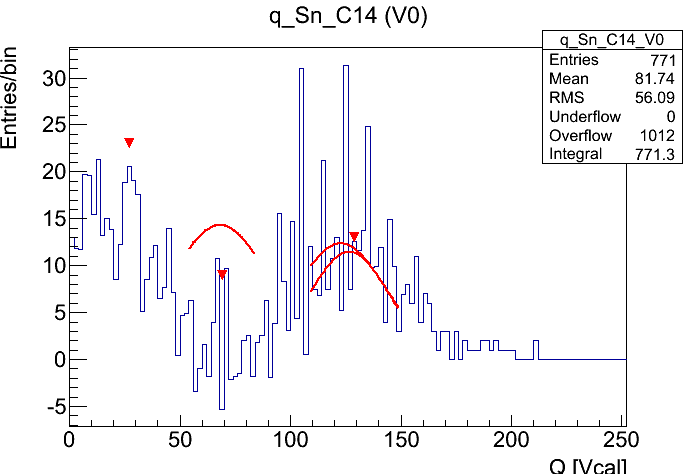 q_Sn_C14 (V0)
q_Sn_C14_V0
Entries 771
Mean 81.74
RMS 56.09
Underflow 0
Overflow 1012
Integral 771.3
Entries/bin
30
25
20
15
10
5
0
-5
0 50 100 150 200 250
Q [Vcal]